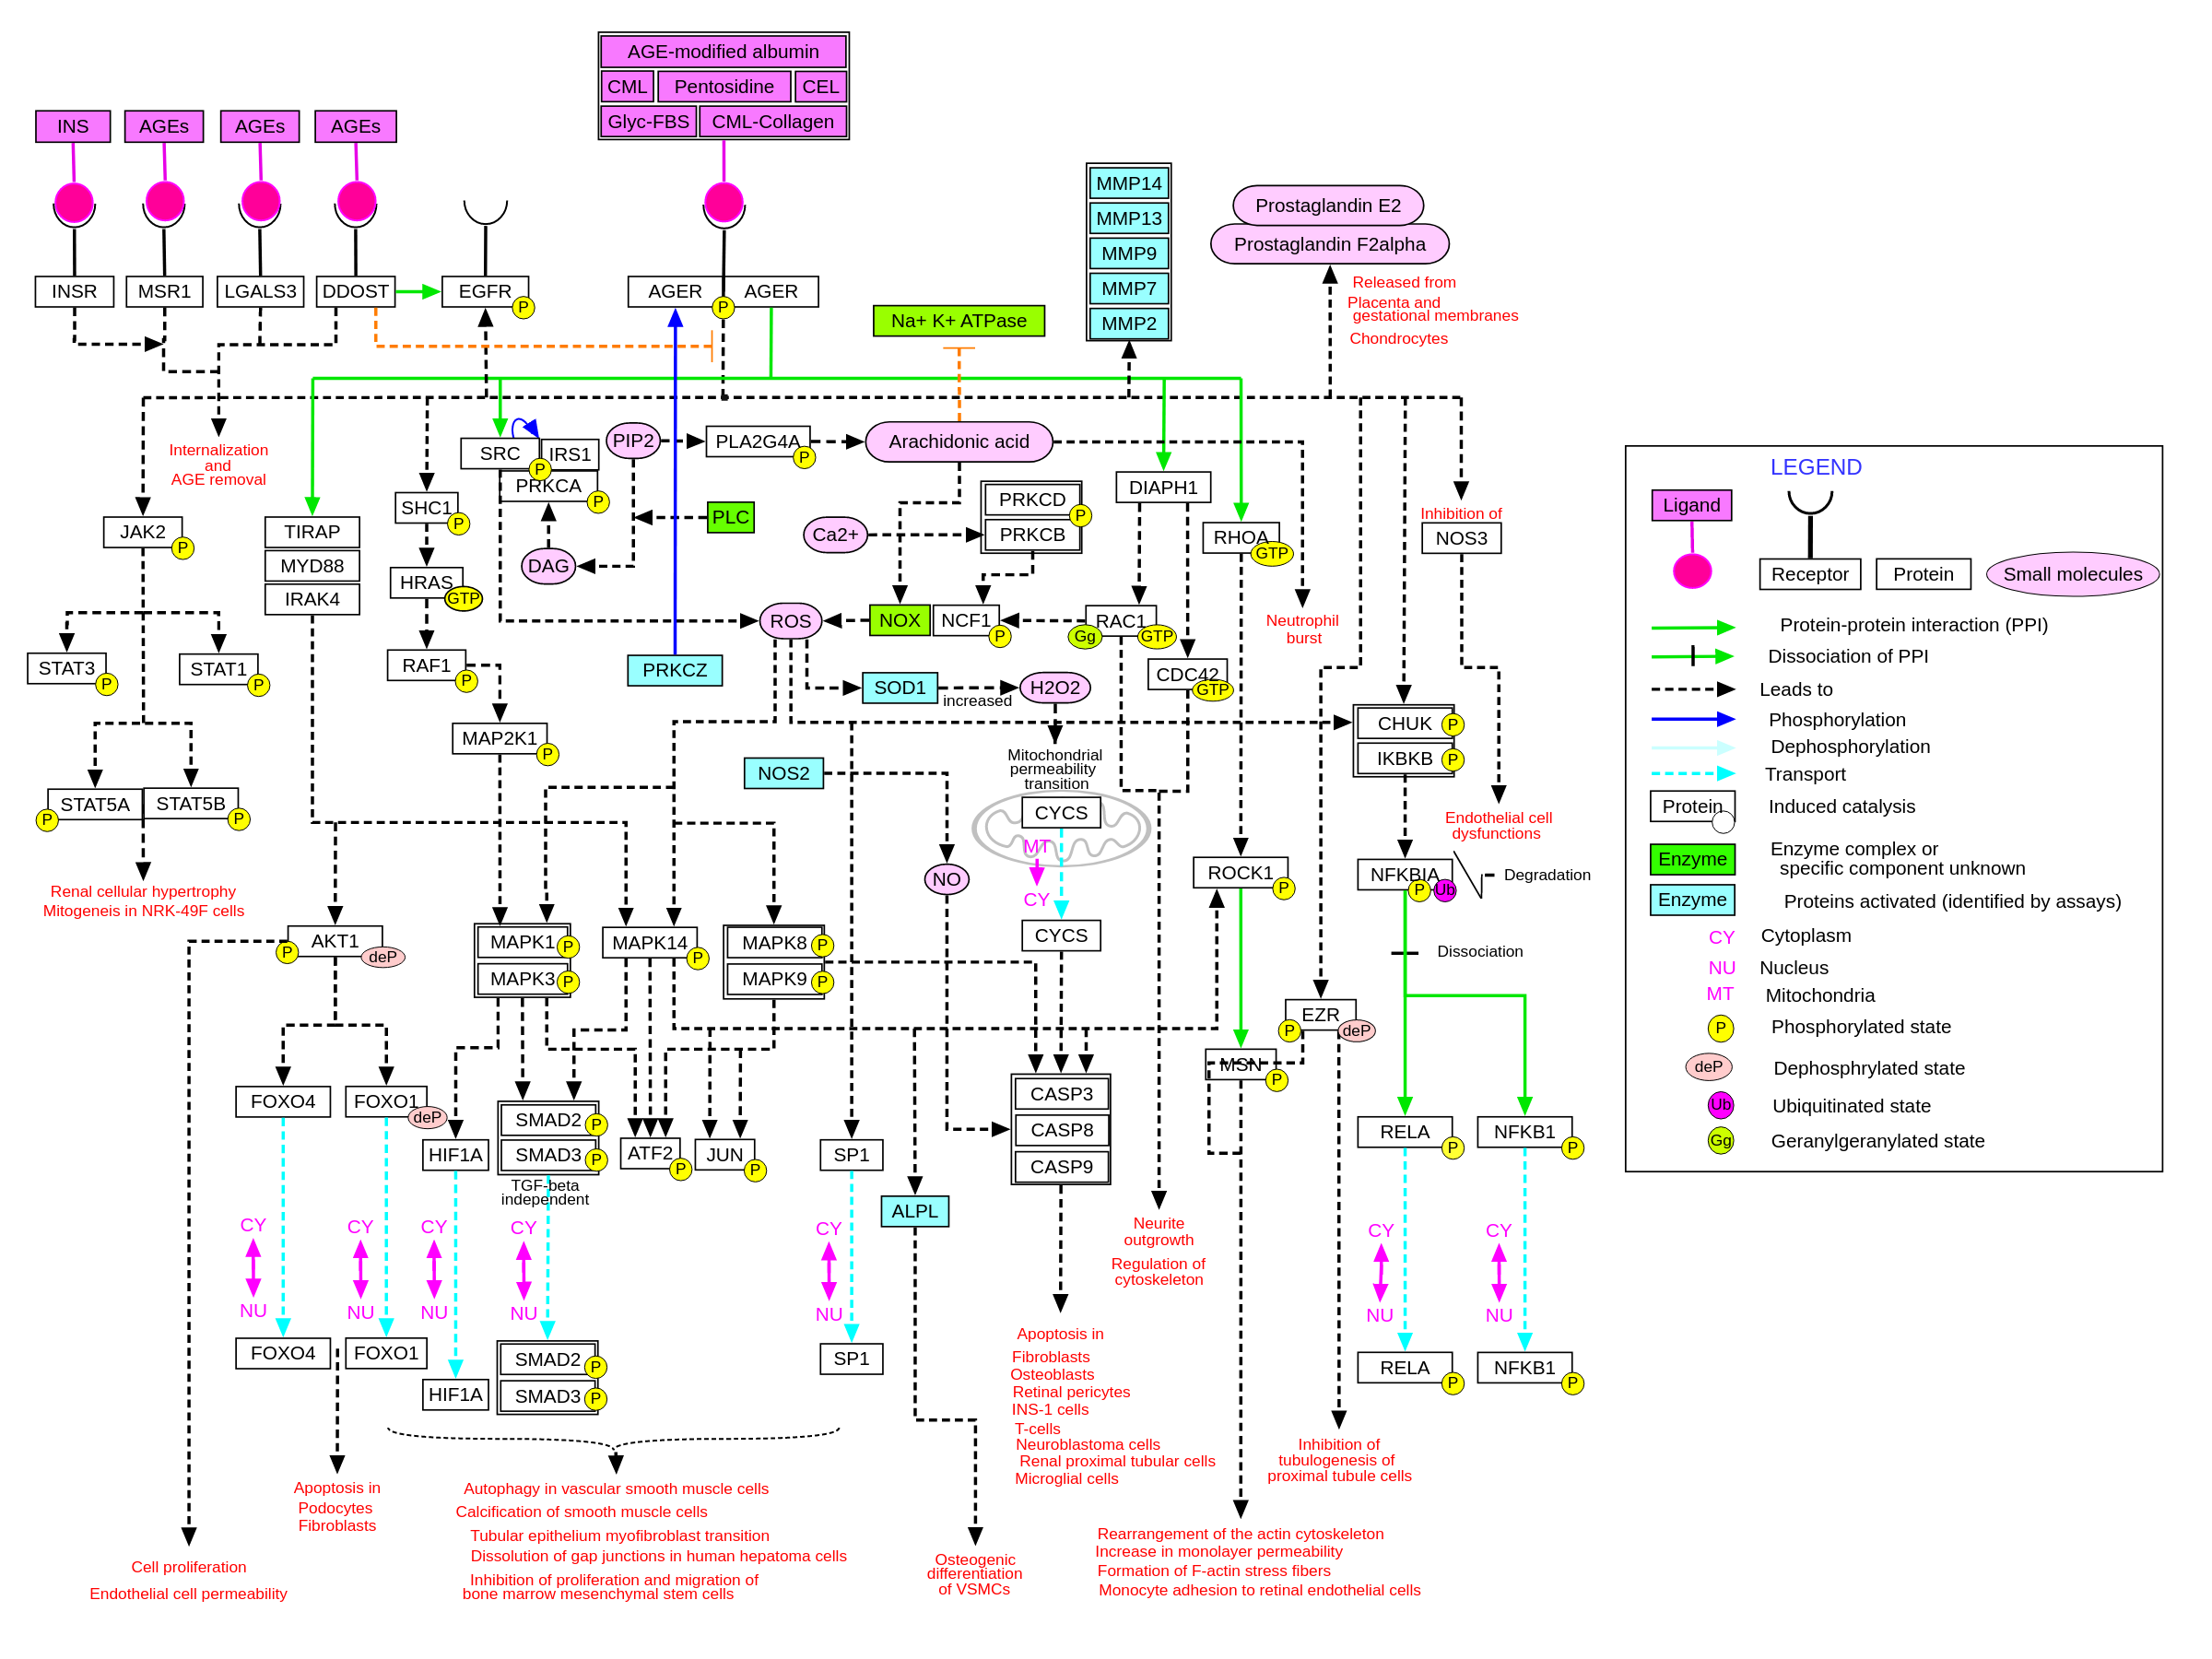 AGE-modified albumin
CML Pentosidine CEL
Glyc-FBS CML-Collagen
INS AGEs AGEs AGEs
MMP14
MMP13
MMP9
MMP7
MMP2
Prostaglandin E2
Prostaglandin F2alpha
Released from
Placenta and
gestational membranes
Chondrocytes
INSR MSR1 LGALS3 DDOST EGFR P AGER P AGER
Na+ K+ ATPase
Internalization
and
AGE removal
SRC P IRS1
PRKCA P
PIP2
PLA2G4A P
Arachidonic acid
DIAPH1
SHC1 P
PRKCD P
PRKCB
PLC
Ca2+
DAG
RHOA GTP
Inhibition of
NOS3
JAK2 P
TIRAP
MYD88
IRAK4
HRAS GTP
ROS
NOX
NCF1 P
RAC1 Gg GTP
Neutrophil
burst
STAT3 P
STAT1 P
RAF1 P
PRKCZ
SOD1
increased
H2O2
CDC42 GTP
MAP2K1 P
CHUK P
IKBKB P
NOS2
Mitochondrial
permeability
transition
STAT5A P
STAT5B P
CYCS
MT
CY
CYCS
NO
Endothelial cell
dysfunctions
Renal cellular hypertrophy
Mitogeneis in NRK-49F cells
ROCK1 P
NFKBIA P Ub
Degradation
Dissociation
AKT1 P deP
MAPK1 P
MAPK3 P
MAPK14 P
MAPK8 P
MAPK9 P
EZR P deP
MSN P
FOXO4
FOXO1 deP
HIF1A
SMAD2 P
SMAD3 P
TGF-beta
independent
ATF2 P
JUN P
SP1
ALPL
CASP3
CASP8
CASP9
RELA P
NFKB1 P
CY CY CY CY CY CY CY
NU NU NU NU NU NU NU
Neurite
outgrowth
Regulation of
cytoskeleton
FOXO4
FOXO1
HIF1A
SMAD2 P
SMAD3 P
SP1
RELA P
NFKB1 P
Apoptosis in
Fibroblasts
Osteoblasts
Retinal pericytes
INS-1 cells
T-cells
Neuroblastoma cells
Renal proximal tubular cells
Microglial cells
Inhibition of
tubulogenesis of
proximal tubule cells
Apoptosis in
Podocytes
Fibroblasts
Cell proliferation
Endothelial cell permeability
Autophagy in vascular smooth muscle cells
Calcification of smooth muscle cells
Tubular epithelium myofibroblast transition
Dissolution of gap junctions in human hepatoma cells
Inhibition of proliferation and migration of
bone marrow mesenchymal stem cells
Osteogenic
differentiation
of VSMCs
Rearrangement of the actin cytoskeleton
Increase in monolayer permeability
Formation of F-actin stress fibers
Monocyte adhesion to retinal endothelial cells
LEGEND
Ligand
Receptor Protein Small molecules
Protein-protein interaction (PPI)
Dissociation of PPI
Leads to
Phosphorylation
Dephosphorylation
Transport
Protein Induced catalysis
Enzyme Enzyme complex or
specific component unknown
Enzyme Proteins activated (identified by assays)
CY Cytoplasm
NU Nucleus
MT Mitochondria
P Phosphorylated state
deP Dephosphrylated state
Ub Ubiquitinated state
Gg Geranylgeranylated state